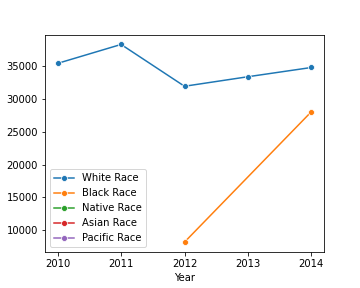 35000
30000
25000
20000
15000
10000
White Race
Black Race
Native Race
Asian Race
Pacific Race
2010 2011 2012 2013 2014
Year